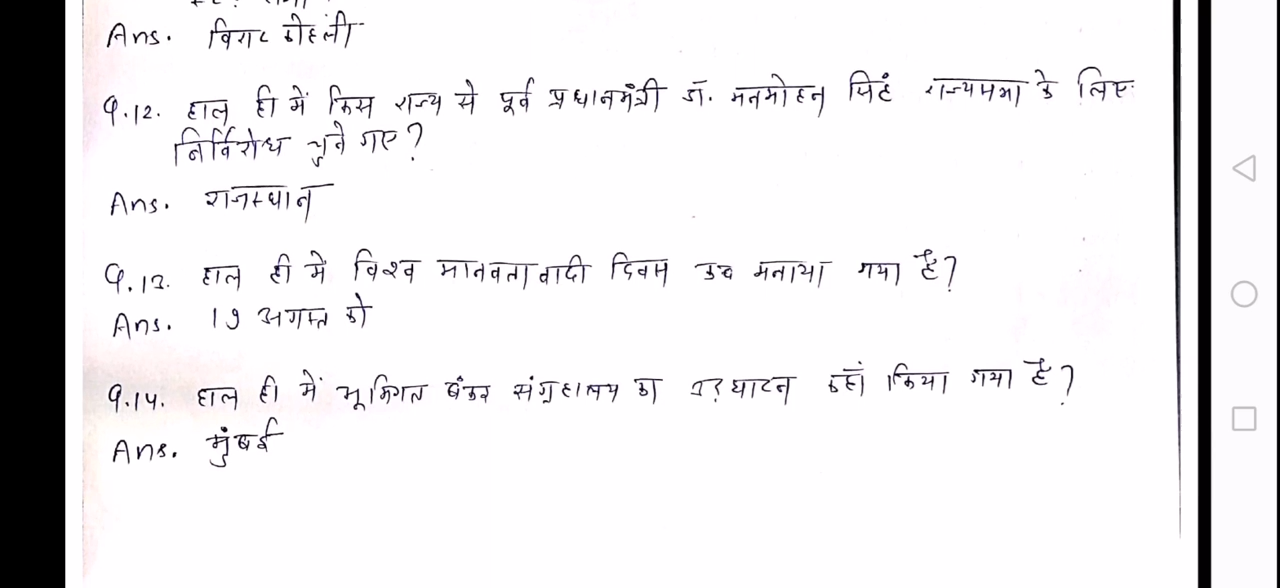 Ans. विराट कोहली
Q.12. हाल ही में किस राज्य से पूर्व प्रधानमंत्री डॉ. मनमोहन सिहं राज्यसभा के लिए
निर्विरोध चुने गए?
Ans. राजस्थान
Q.13. हाल ही में विश्व मानवतावादी दिवस कब मनाया गया है?
Ans. 19 अगस्त को
Q.14. हाल ही में भूमिगत बंकर संग्रहालय का उद्घाटन कहाँ किया गया है?
Ans. मुंबई